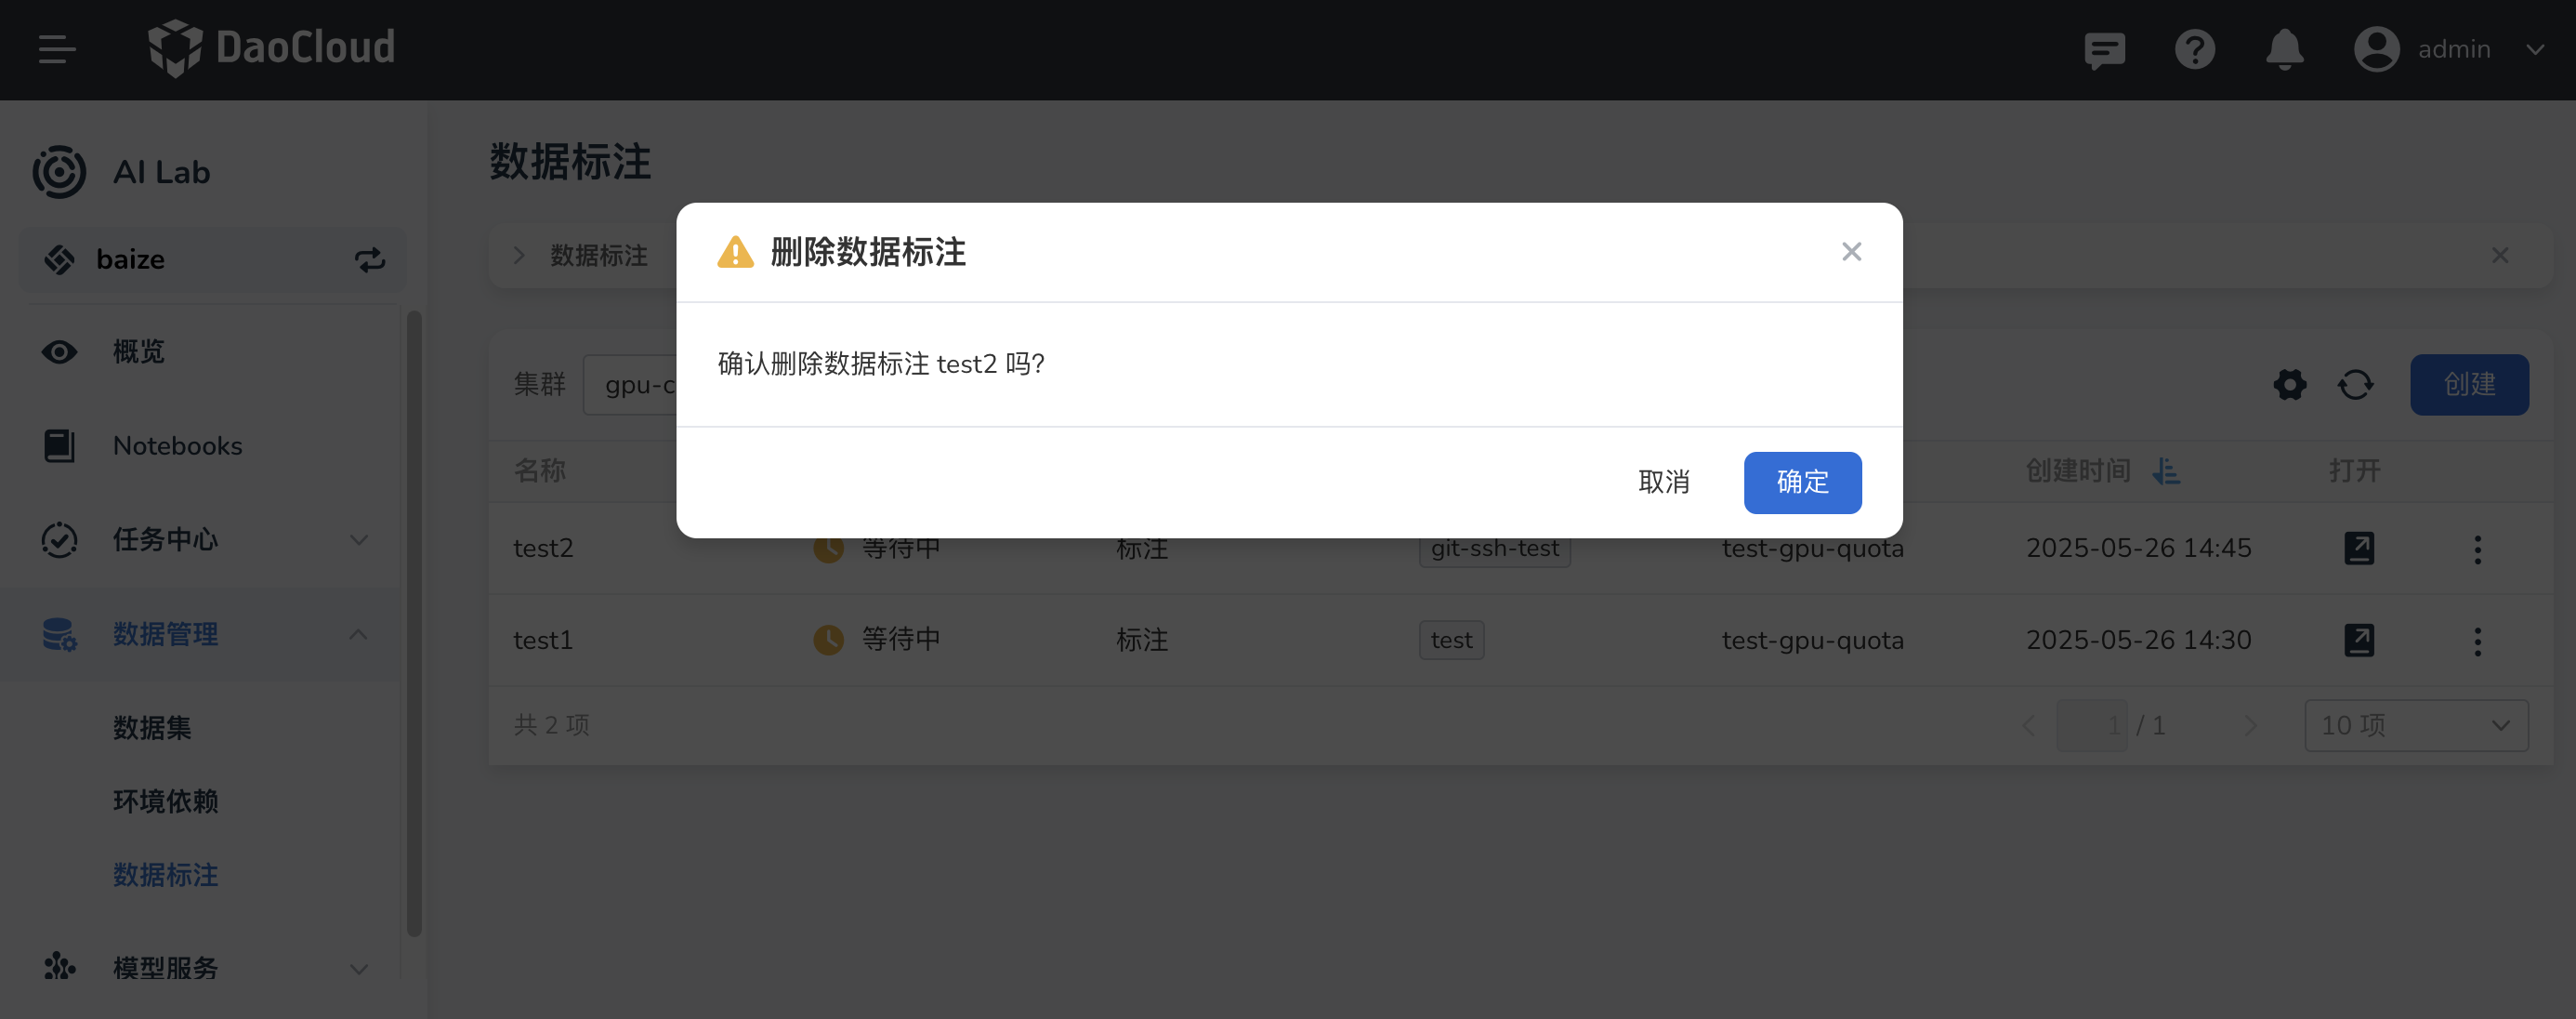 DaoCloud
admin
AI Lab
baize
概览
Notebooks
任务中心
数据管理
数据集
环境依赖
数据标注
模型服务
数据标注
数据标注
删除数据标注
确认删除数据标注 test2 吗?
取消 确定
集群 gpu-c
创建
名称 创建时间 打开
test2 等待中 标注 git-ssh-test test-gpu-quota 2025-05-26 14:45
test1 等待中 标注 test test-gpu-quota 2025-05-26 14:30
共 2 项 1 / 1 10 项